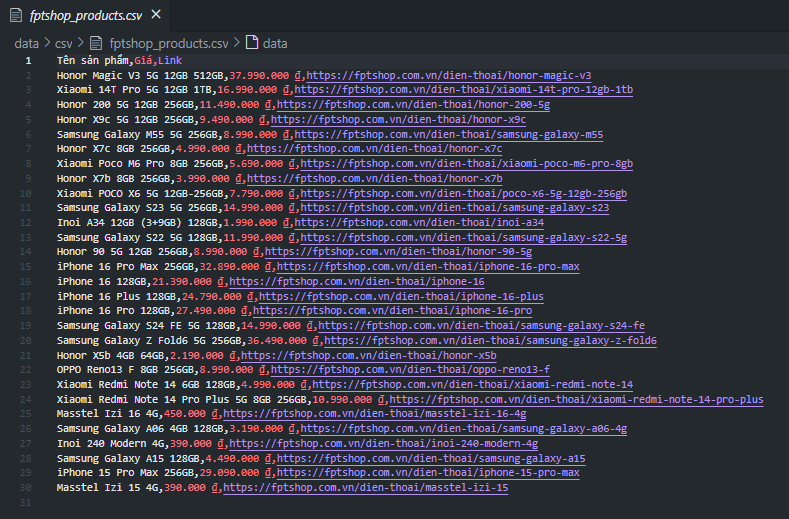 fptshop_products.csv ×
data > csv > fptshop_products.csv > data
1 Tên sản phẩm,Giá,Link
2 Honor Magic V3 5G 12GB 512GB,37.990.000 ₫,https://fptshop.com.vn/dien-thoai/honor-magic-v3
3 Xiaomi 14T Pro 5G 12GB 1TB,16.990.000 ₫,https://fptshop.com.vn/dien-thoai/xiaomi-14t-pro-12gb-1tb
4 Honor 200 5G 12GB 256GB,11.490.000 ₫,https://fptshop.com.vn/dien-thoai/honor-200-5g
5 Honor X9c 5G 12GB 256GB,9.490.000 ₫,https://fptshop.com.vn/dien-thoai/honor-x9c
6 Samsung Galaxy M55 5G 256GB,8.990.000 ₫,https://fptshop.com.vn/dien-thoai/samsung-galaxy-m55
7 Honor X7c 8GB 256GB,4.990.000 ₫,https://fptshop.com.vn/dien-thoai/honor-x7c
8 Xiaomi Poco M6 Pro 8GB 256GB,5.690.000 ₫,https://fptshop.com.vn/dien-thoai/xiaomi-poco-m6-pro-8gb
9 Honor X7b 8GB 256GB,3.990.000 ₫,https://fptshop.com.vn/dien-thoai/honor-x7b
10 Xiaomi POCO X6 5G 12GB-256GB,7.790.000 ₫,https://fptshop.com.vn/dien-thoai/poco-x6-5g-12gb-256gb
11 Samsung Galaxy S23 5G 256GB,14.990.000 ₫,https://fptshop.com.vn/dien-thoai/samsung-galaxy-s23
12 Inoi A34 12GB (3+9GB) 128GB,1.990.000 ₫,https://fptshop.com.vn/dien-thoai/inoi-a34
13 Samsung Galaxy S22 5G 128GB,11.990.000 ₫,https://fptshop.com.vn/dien-thoai/samsung-galaxy-s22-5g
14 Honor 90 5G 12GB 256GB,8.990.000 ₫,https://fptshop.com.vn/dien-thoai/honor-90-5g
15 iPhone 16 Pro Max 256GB,32.890.000 ₫,https://fptshop.com.vn/dien-thoai/iphone-16-pro-max
16 iPhone 16 128GB,21.390.000 ₫,https://fptshop.com.vn/dien-thoai/iphone-16
17 iPhone 16 Plus 128GB,24.790.000 ₫,https://fptshop.com.vn/dien-thoai/iphone-16-plus
18 iPhone 16 Pro 128GB,27.490.000 ₫,https://fptshop.com.vn/dien-thoai/iphone-16-pro
19 Samsung Galaxy S24 FE 5G 128GB,14.990.000 ₫,https://fptshop.com.vn/dien-thoai/samsung-galaxy-s24-fe
20 Samsung Galaxy Z Fold6 5G 256GB,36.490.000 ₫,https://fptshop.com.vn/dien-thoai/samsung-galaxy-z-fold6
21 Honor X5b 4GB 64GB,2.190.000 ₫,https://fptshop.com.vn/dien-thoai/honor-x5b
22 OPPO Reno13 F 8GB 256GB,8.990.000 ₫,https://fptshop.com.vn/dien-thoai/oppo-reno13-f
23 Xiaomi Redmi Note 14 6GB 128GB,4.990.000 ₫,https://fptshop.com.vn/dien-thoai/xiaomi-redmi-note-14
24 Xiaomi Redmi Note 14 Pro Plus 5G 8GB 256GB,10.990.000 ₫,https://fptshop.com.vn/dien-thoai/xiaomi-redmi-note-14-pro-plus
25 Masstel Izi 16 4G,450.000 ₫,https://fptshop.com.vn/dien-thoai/masstel-izi-16-4g
26 Samsung Galaxy A06 4GB 128GB,3.190.000 ₫,https://fptshop.com.vn/dien-thoai/samsung-galaxy-a06-4g
27 Inoi 240 Modern 4G,390.000 ₫,https://fptshop.com.vn/dien-thoai/inoi-240-modern-4g
28 Samsung Galaxy A15 128GB,4.490.000 ₫,https://fptshop.com.vn/dien-thoai/samsung-galaxy-a15
29 iPhone 15 Pro Max 256GB,29.090.000 ₫,https://fptshop.com.vn/dien-thoai/iphone-15-pro-max
30 Masstel Izi 15 4G,390.000 ₫,https://fptshop.com.vn/dien-thoai/masstel-izi-15
31